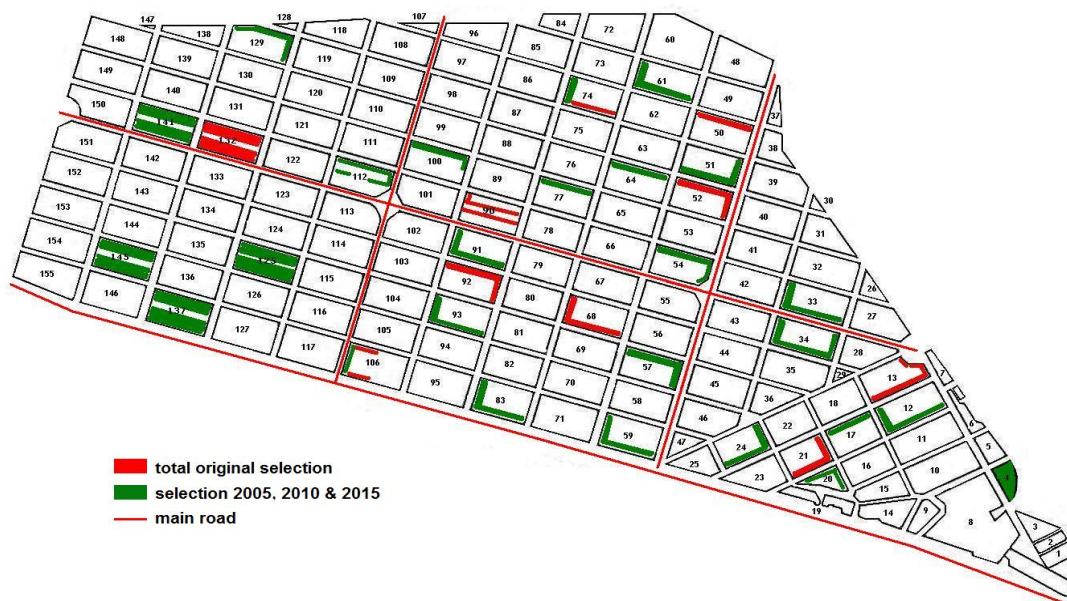 147 138 128 118 107 96 84 72 60 48
148 139 129 119 108 97 85 73 61 49 37
149 140 130 120 109 98 86 74 62 50 38
150 141 131 121 110 99 87 75 63 51 39
151 142 132 122 111 100 88 76 64 52 40 30
152 143 133 123 112 101 89 77 65 53 41 31
153 144 134 124 113 102 90 78 66 54 42 32 26
154 145 135 125 114 103 91 79 67 55 43 33 27
155 146 136 126 115 104 92 80 68 56 44 34 28
137 127 116 105 93 81 69 57 45 35 29 13 7
117 106 94 82 70 58 46 36 18 12 6
95 83 71 59 47 24 22 17 11 5
25 23 21 16 10
20 15 9 3
19 14 8 2
1
total original selection
selection 2005, 2010 & 2015
main road